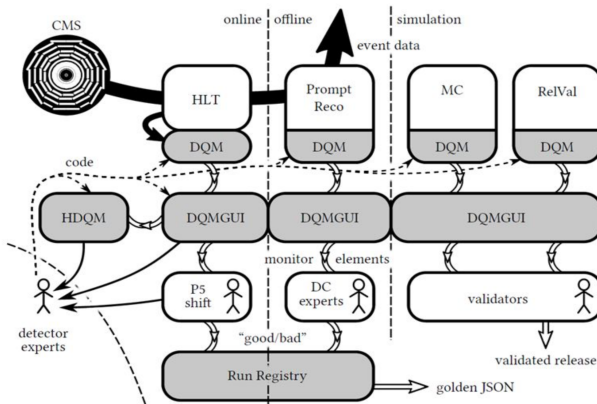 CMS
online
offline
simulation
event data
HLT
Prompt
Reco
MC
RelVal
DQM
DQM
DQM
DQM
code
HDQM
DQMGUI
DQMGUI
DQMGUI
monitor
elements
P5
shift
DC
experts
validators
detector
experts
"good/bad"
validated release
Run Registry
golden JSON